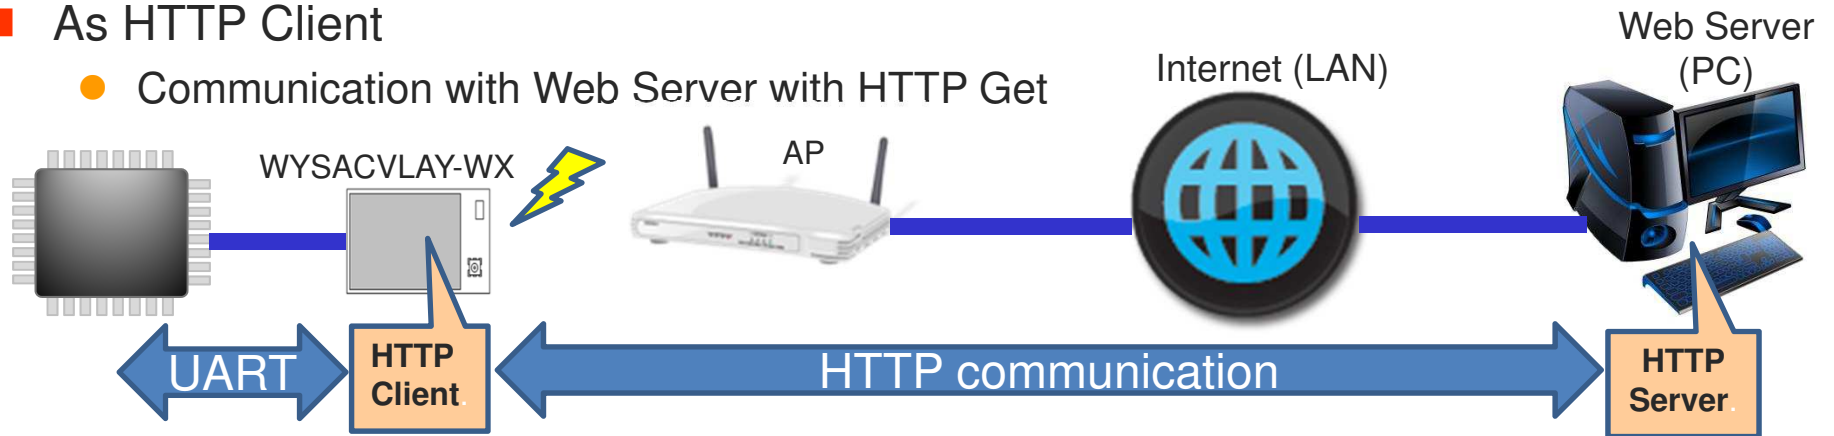 As HTTP Client
Communication with Web Server with HTTP Get
Web Server
(PC)
Internet (LAN)
AP
WYSACVLAY-WX
UART
HTTP
Client.
HTTP communication
HTTP
Server.